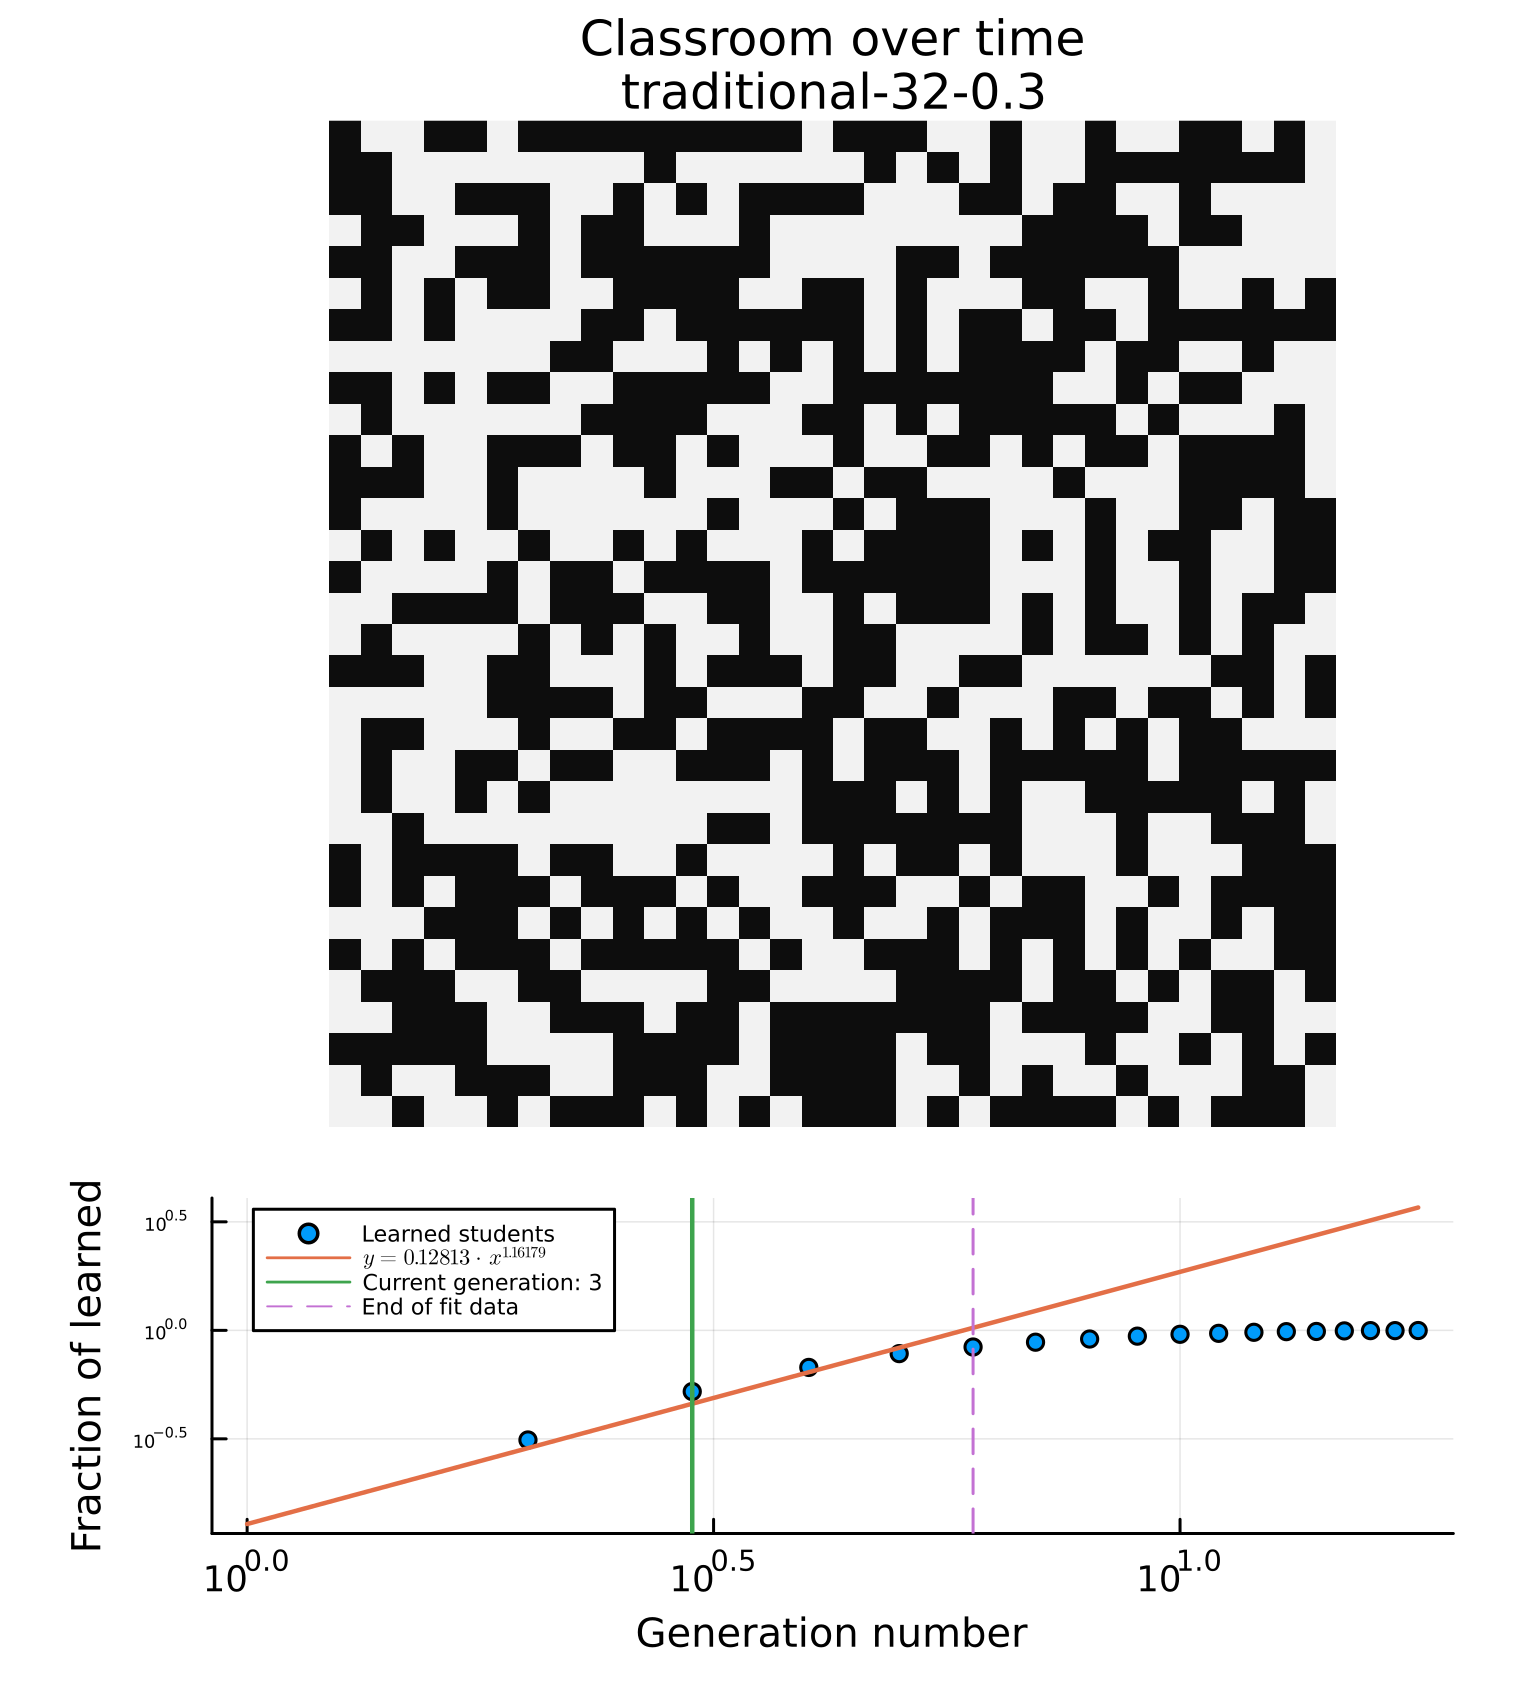 Classroom over time
traditional-32-0.3
Fraction of learned
10^0.5
10^0.0
10^−0.5
Learned students
y = 0.12813 · x^1.16179
Current generation: 3
End of fit data
10^0.0 10^0.5 10^1.0
Generation number